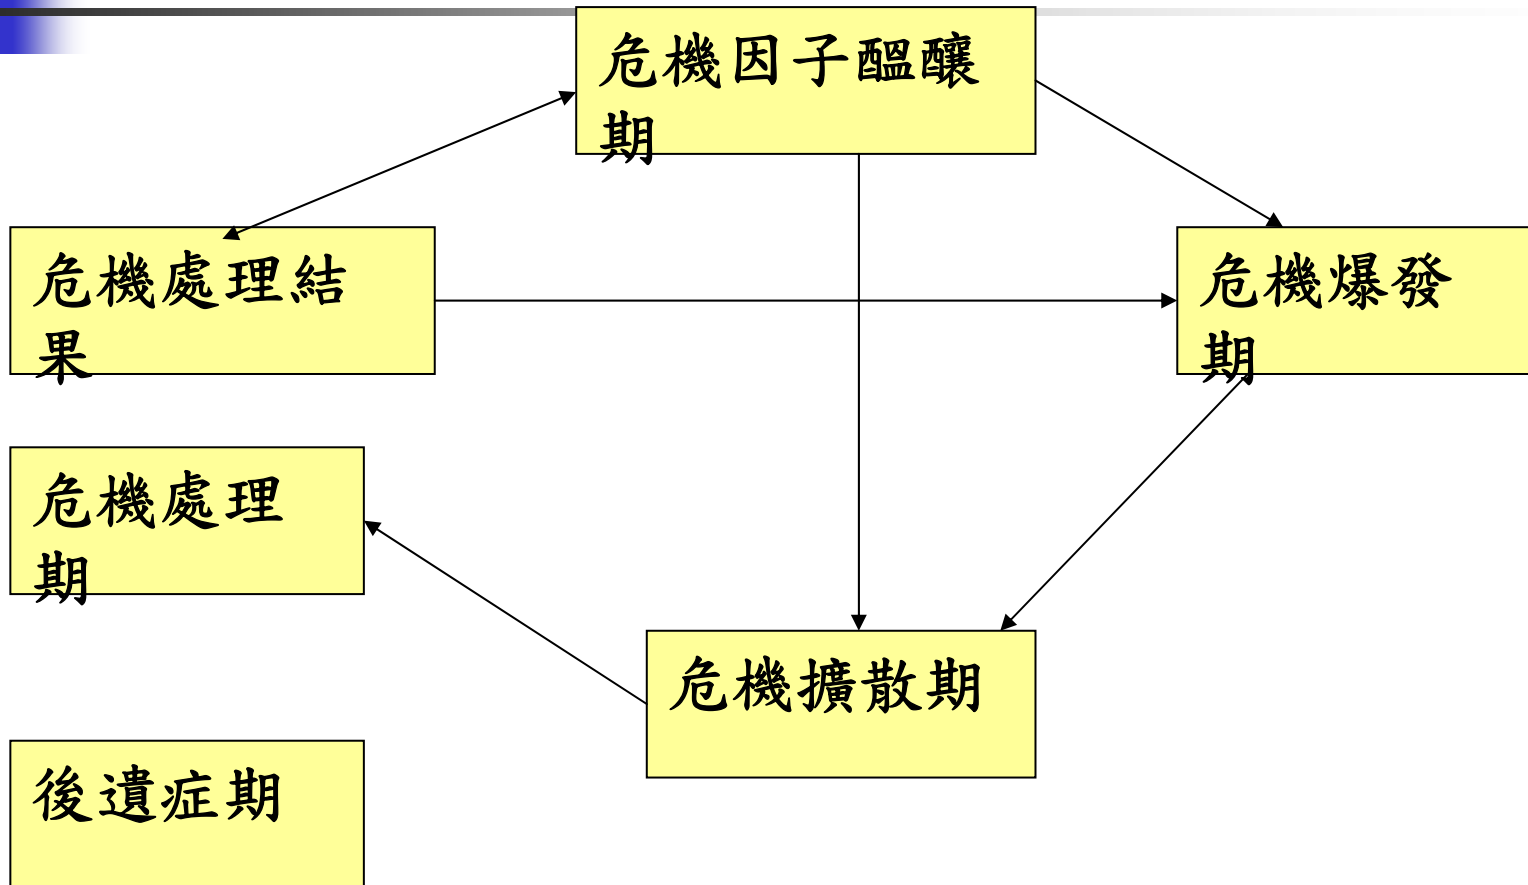 危機因子醞釀
期
危機處理結
果
危機爆發
期
危機處理
期
危機擴散期
後遺症期